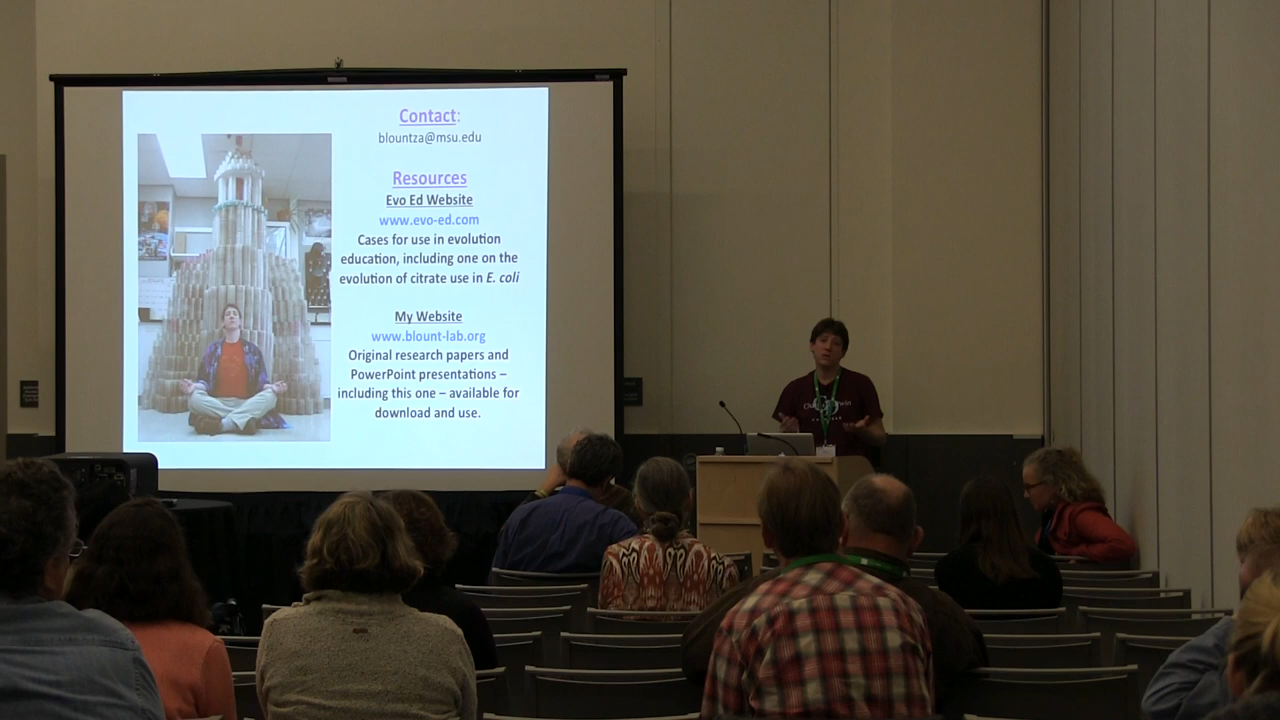 Contact:
blountza@msu.edu
Resources
Evo Ed Website
www.evo-ed.com
Cases for use in evolution
education, including one on the
evolution of citrate use in E. coli
My Website
www.blount-lab.org
Original research papers and
PowerPoint presentations –
including this one – available for
download and use.